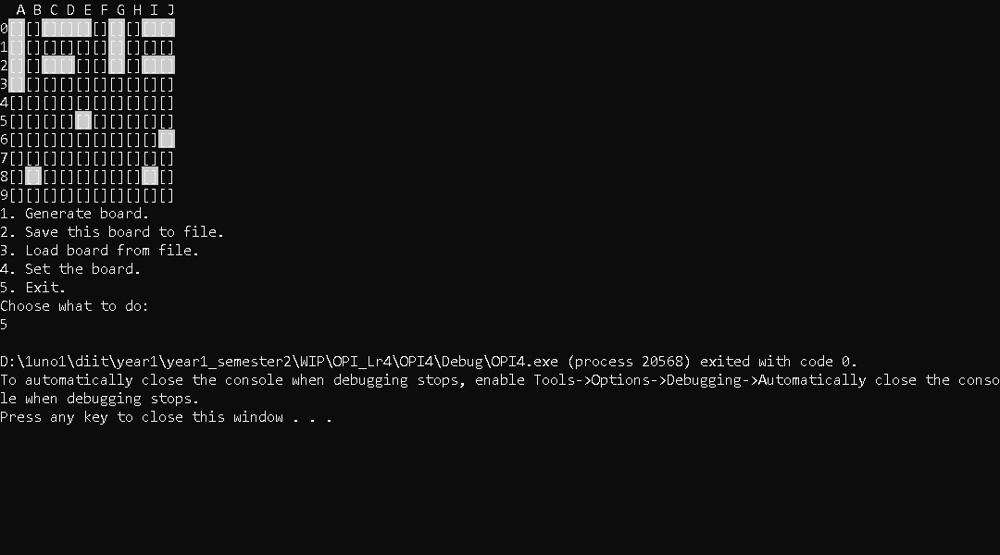 A B C D E F G H I J
0[][][][][][][][][][]
1[][][][][][][][][][]
2[][][][][][][][][][]
3[][][][][][][][][][]
4[][][][][][][][][][]
5[][][][][][][][][][]
6[][][][][][][][][][]
7[][][][][][][][][][]
8[][][][][][][][][][]
9[][][][][][][][][][]
1. Generate board.
2. Save this board to file.
3. Load board from file.
4. Set the board.
5. Exit.
Choose what to do:
5
D:\1uno1\diit\year1\year1_semester2\WIP\OPI_Lr4\OPI4\Debug\OPI4.exe (process 20568) exited with code 0.
To automatically close the console when debugging stops, enable Tools->Options->Debugging->Automatically close the conso
le when debugging stops.
Press any key to close this window . . .